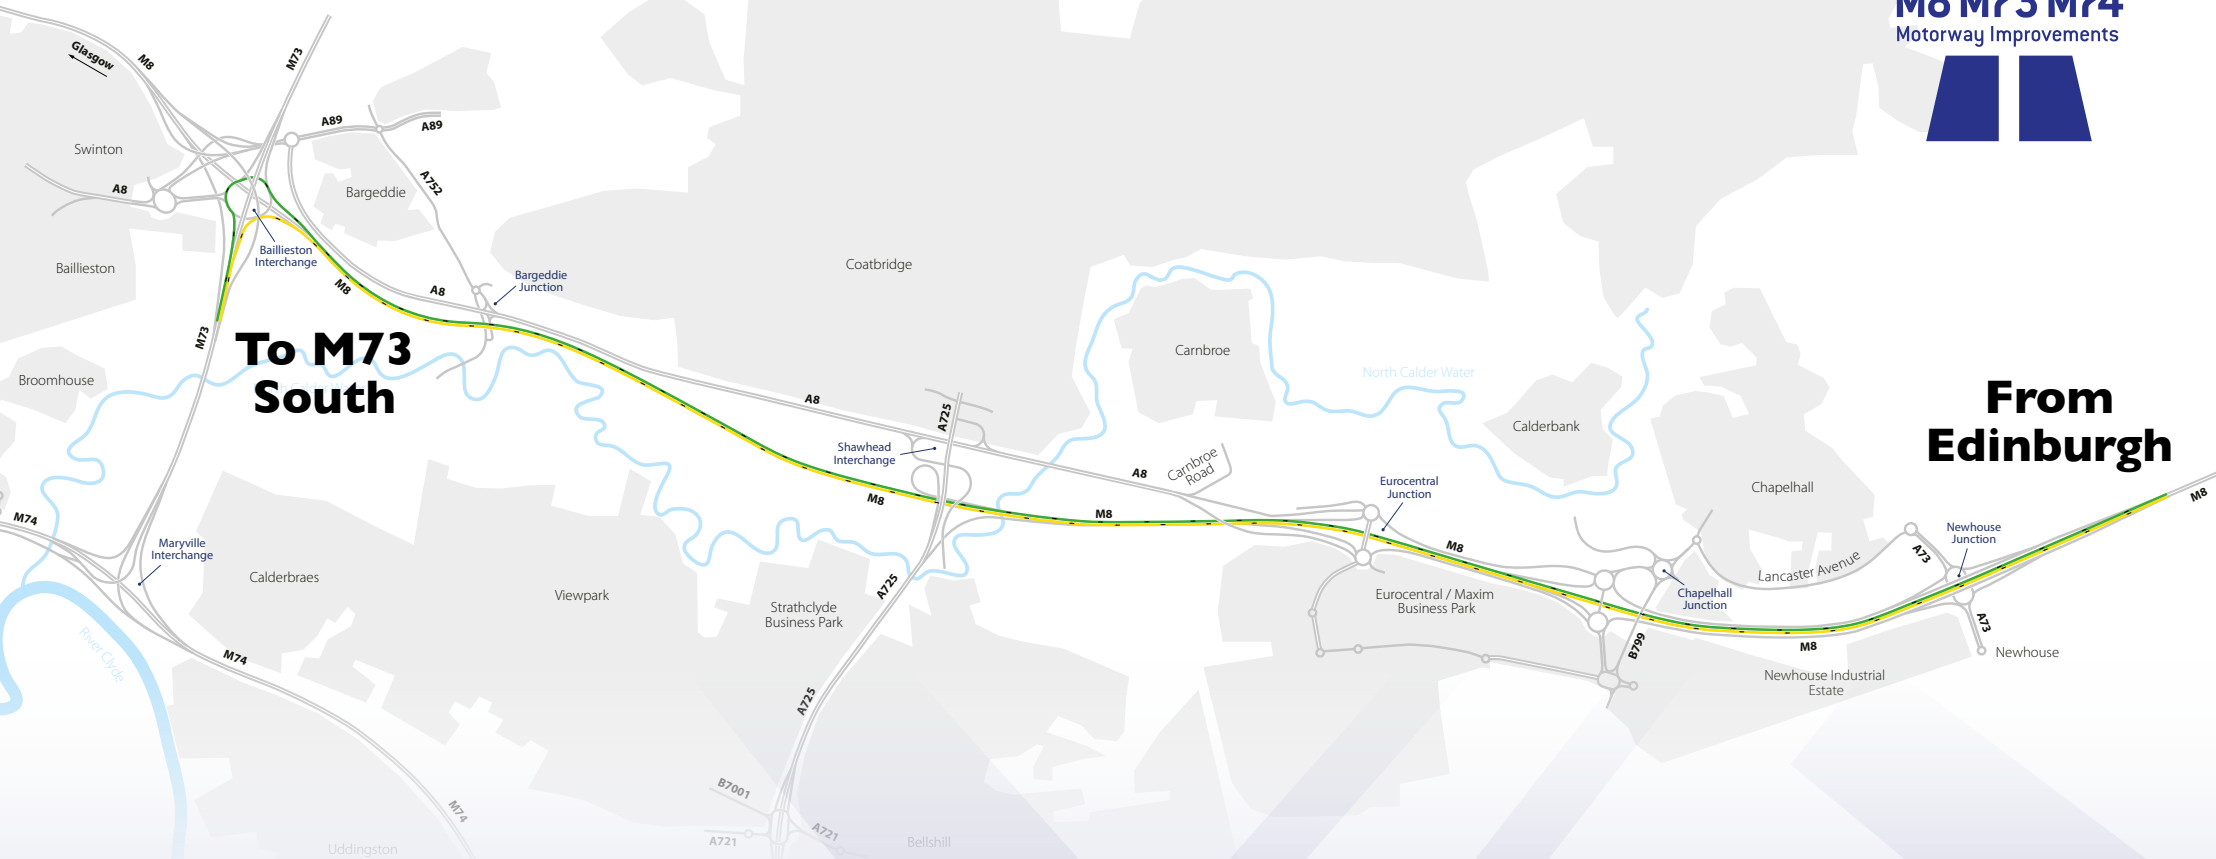 M8 M73 M74
Motorway Improvements
Glasgow
M8
M73
A89
A89
Swinton
A8
Bargeddie
A752
Baillieston
Baillieston
Interchange
M8
A8
Bargeddie
Junction
Coatbridge
M73
To M73
South
Broomhouse
Carnbroe
North Calder Water
Calderbank
From
Edinburgh
A8
A725
Shawhead
Interchange
M8
A8
Carnbroe
Road
M8
Eurocentral
Junction
M8
Chapelhall
M8
M74
Maryville
Interchange
Calderbraes
Viewpark
A725
Strathclyde
Business Park
Eurocentral / Maxim
Business Park
Lancaster Avenue
Chapelhall
Junction
A73
Newhouse
Junction
A73
Newhouse
B799
M8
Newhouse Industrial
Estate
River Clyde
M74
A725
M74
B7001
A721
A721
Bellshill
Uddingston